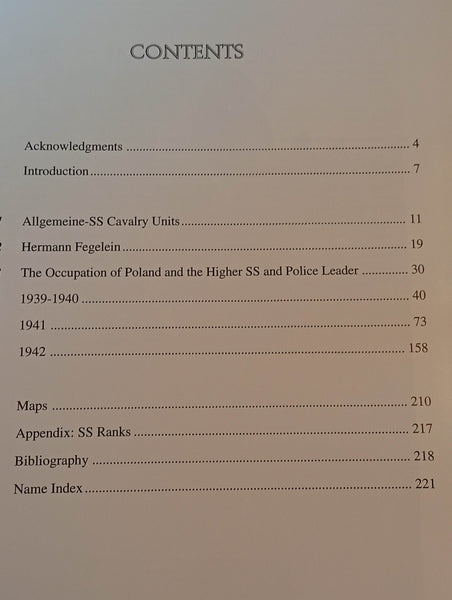 CONTENTS
Acknowledgments ........................................ 4
Introduction ........................................ 7
Allgemeine-SS Cavalry Units ........................................ 11
Hermann Fegelein ........................................ 19
The Occupation of Poland and the Higher SS and Police Leader ............. 30
1939-1940 ........................................ 40
1941 ........................................ 73
1942 ........................................ 158
Maps ........................................ 210
Appendix: SS Ranks ........................................ 217
Bibliography ........................................ 218
Name Index ........................................ 221